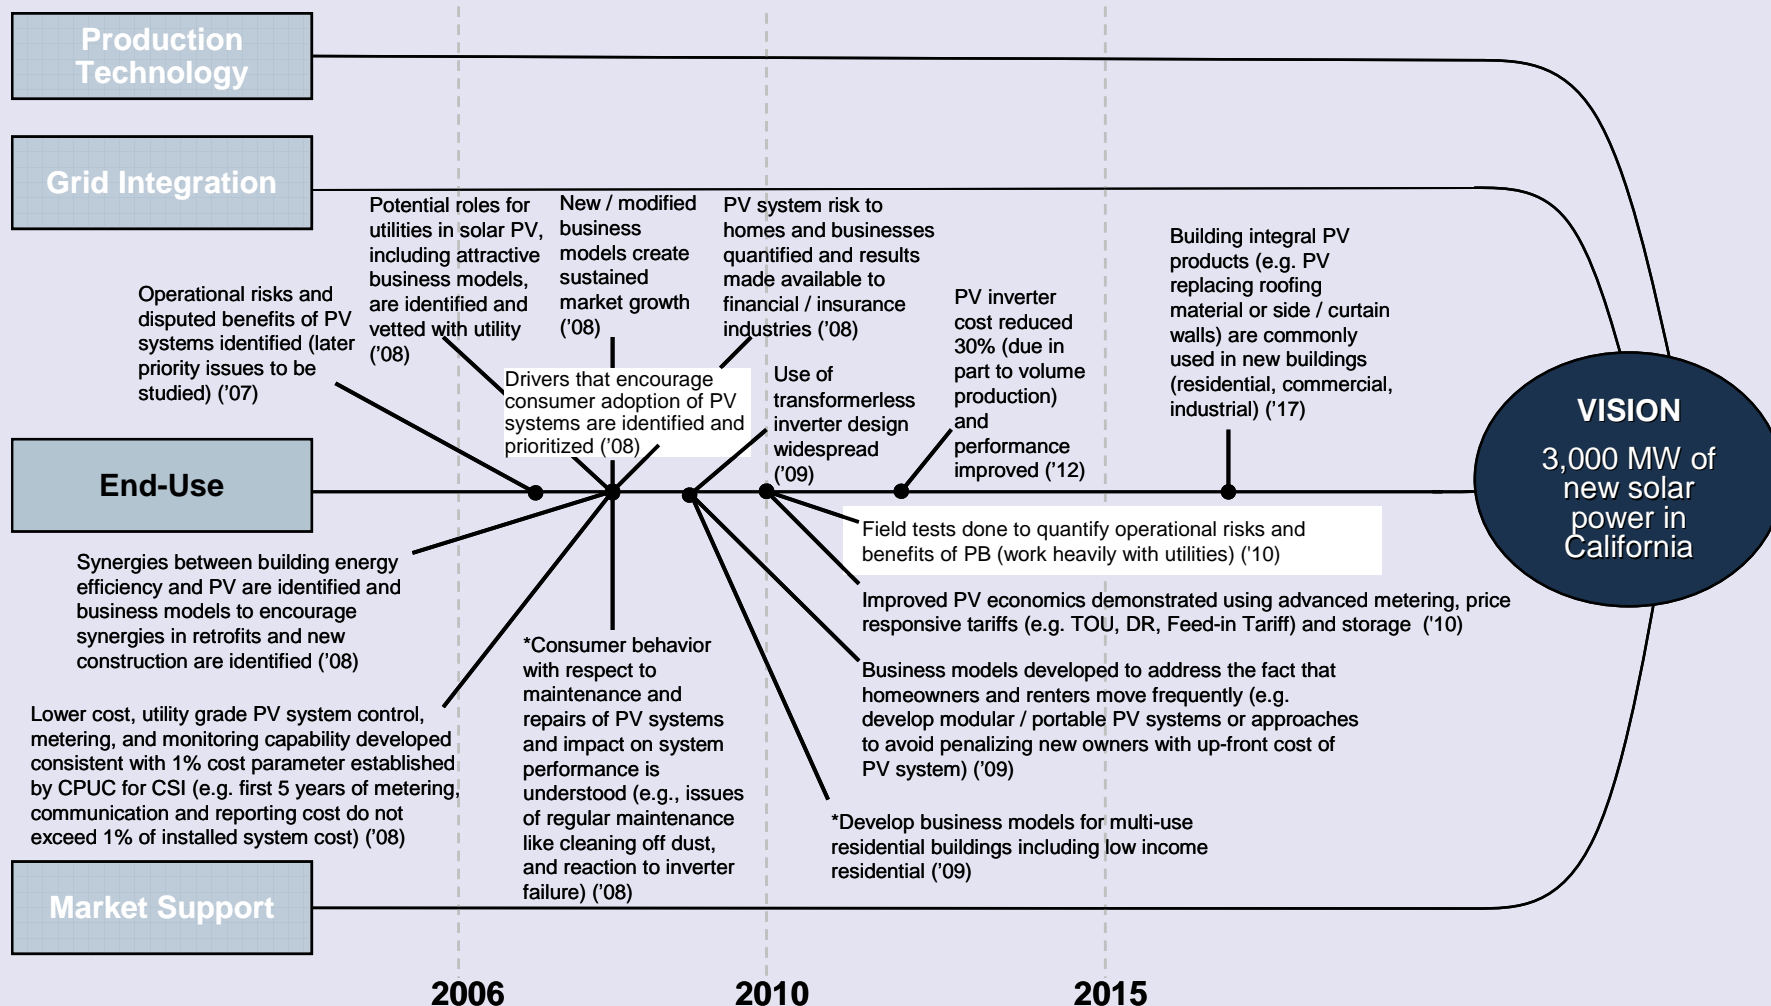 Production
Technology
Grid Integration
Potential roles for
utilities in solar PV,
including attractive
business models,
are identified and
vetted with utility
('08)
New / modified
business
models create
sustained
market growth
('08)
PV system risk to
homes and businesses
quantified and results
made available to
financial / insurance
industries ('08)
Building integral PV
products (e.g. PV
replacing roofing
material or side / curtain
walls) are commonly
used in new buildings
(residential, commercial,
industrial) ('17)
Operational risks and
disputed benefits of PV
systems identified (later
priority issues to be
studied) ('07)
PV inverter
cost reduced
30% (due in
part to volume
production)
and
performance
improved ('12)
Drivers that encourage
consumer adoption of PV
systems are identified and
prioritized ('08)
Use of
transformerless
inverter design
widespread
('09)
VISION
3,000 MW of
new solar
power in
California
End-Use
Field tests done to quantify operational risks and
benefits of PB (work heavily with utilities) ('10)
Synergies between building energy
efficiency and PV are identified and
business models to encourage
synergies in retrofits and new
construction are identified ('08)
Improved PV economics demonstrated using advanced metering, price
responsive tariffs (e.g. TOU, DR, Feed-in Tariff) and storage ('10)
*Consumer behavior
with respect to
maintenance and
repairs of PV systems
and impact on system
performance is
understood (e.g., issues
of regular maintenance
like cleaning off dust,
and reaction to inverter
failure) ('08)
Business models developed to address the fact that
homeowners and renters move frequently (e.g.
develop modular / portable PV systems or approaches
to avoid penalizing new owners with up-front cost of
PV system) ('09)
Lower cost, utility grade PV system control,
metering, and monitoring capability developed
consistent with 1% cost parameter established
by CPUC for CSI (e.g. first 5 years of metering,
communication and reporting cost do not
exceed 1% of installed system cost) ('08)
*Develop business models for multi-use
residential buildings including low income
residential ('09)
Market Support
2006
2010
2015